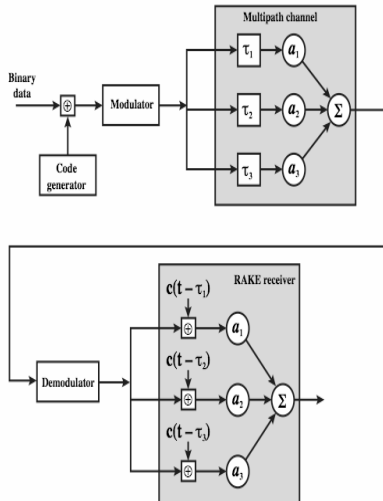 Multipath channel
Binary
data
⊕
Modulator
Code
generator
τ1
a1
τ2
a2
τ3
a3
Σ
RAKE receiver
Demodulator
c(t – τ1)
⊕
a1
c(t – τ2)
⊕
a2
c(t – τ3)
⊕
a3
Σ